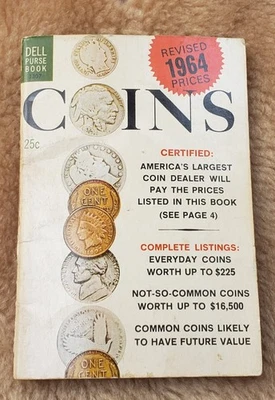 DELL
PURSE
BOOK
REVISED
1964
PRICES
COINS
25c
CERTIFIED:
AMERICA'S LARGEST
COIN DEALER WILL
PAY THE PRICES
LISTED IN THIS BOOK
(SEE PAGE 4)
COMPLETE LISTINGS:
EVERYDAY COINS
WORTH UP TO $225
NOT-SO-COMMON COINS
WORTH UP TO $16,500
COMMON COINS LIKELY
TO HAVE FUTURE VALUE
ONE
CENT
ONE